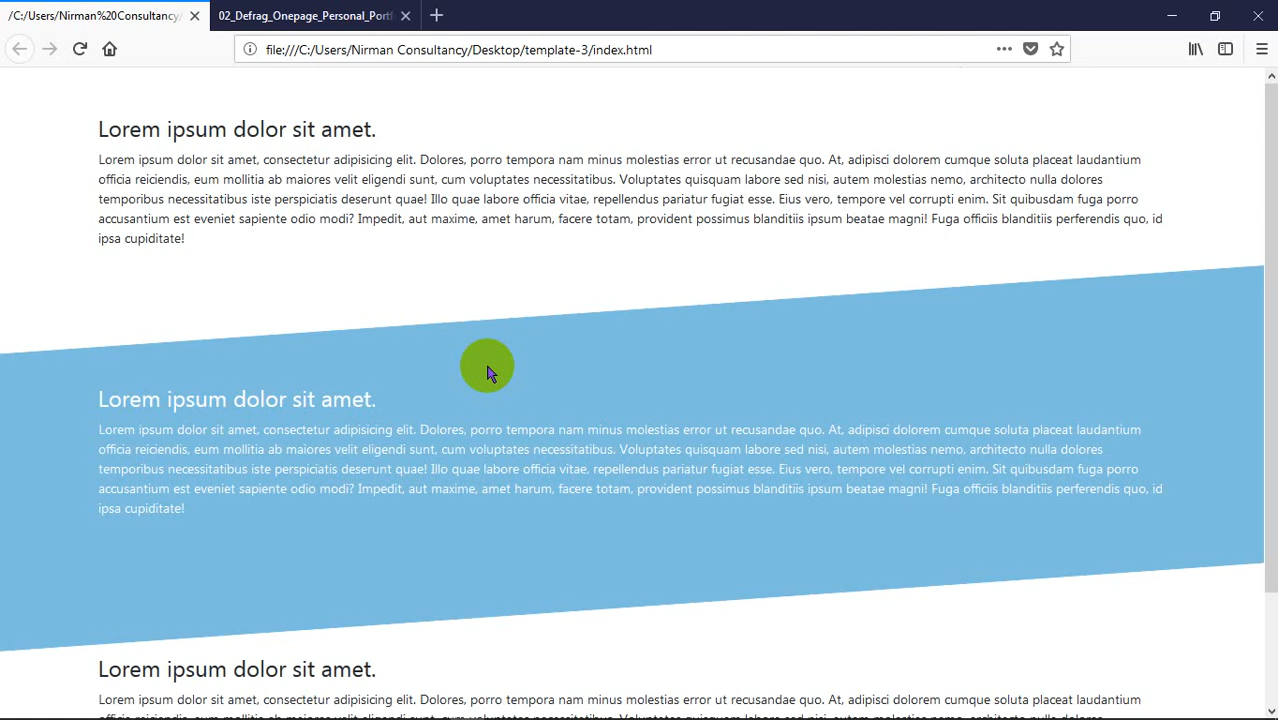 /C:/Users/Nirman%20Consultancy/
02_Defrag_Onepage_Personal_Portf
file:///C:/Users/Nirman Consultancy/Desktop/template-3/index.html
Lorem ipsum dolor sit amet.
Lorem ipsum dolor sit amet, consectetur adipisicing elit. Dolores, porro tempora nam minus molestias error ut recusandae quo. At, adipisci dolorem cumque soluta placeat laudantium
officia reiciendis, eum mollitia ab maiores velit eligendi sunt, cum voluptates necessitatibus. Voluptates quisquam labore sed nisi, autem molestias nemo, architecto nulla dolores
temporibus necessitatibus iste perspiciatis deserunt quae! Illo quae labore officia vitae, repellendus pariatur fugiat esse. Eius vero, tempore vel corrupti enim. Sit quibusdam fuga porro
accusantium est eveniet sapiente odio modi? Impedit, aut maxime, amet harum, facere totam, provident possimus blanditiis ipsum beatae magni! Fuga officiis blanditiis perferendis quo, id
ipsa cupiditate!
Lorem ipsum dolor sit amet.
Lorem ipsum dolor sit amet, consectetur adipisicing elit. Dolores, porro tempora nam minus molestias error ut recusandae quo. At, adipisci dolorem cumque soluta placeat laudantium
officia reiciendis, eum mollitia ab maiores velit eligendi sunt, cum voluptates necessitatibus. Voluptates quisquam labore sed nisi, autem molestias nemo, architecto nulla dolores
temporibus necessitatibus iste perspiciatis deserunt quae! Illo quae labore officia vitae, repellendus pariatur fugiat esse. Eius vero, tempore vel corrupti enim. Sit quibusdam fuga porro
accusantium est eveniet sapiente odio modi? Impedit, aut maxime, amet harum, facere totam, provident possimus blanditiis ipsum beatae magni! Fuga officiis blanditiis perferendis quo, id
ipsa cupiditate!
Lorem ipsum dolor sit amet.
Lorem ipsum dolor sit amet, consectetur adipisicing elit. Dolores, porro tempora nam minus molestias error ut recusandae quo. At, adipisci dolorem cumque soluta placeat laudantium